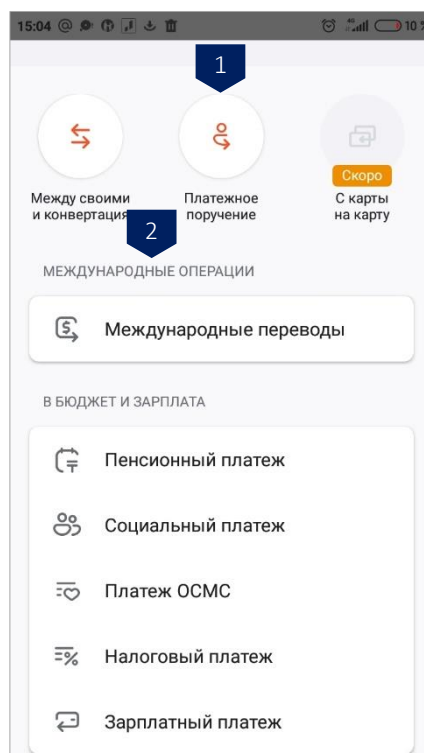 15:04
10 %
1
Между своими
и конвертация
Платежное
поручение
Скоро
С карты
на карту
2
МЕЖДУНАРОДНЫЕ ОПЕРАЦИИ
Международные переводы
В БЮДЖЕТ И ЗАРПЛАТА
Пенсионный платеж
Социальный платеж
Платеж ОСМС
Налоговый платеж
Зарплатный платеж